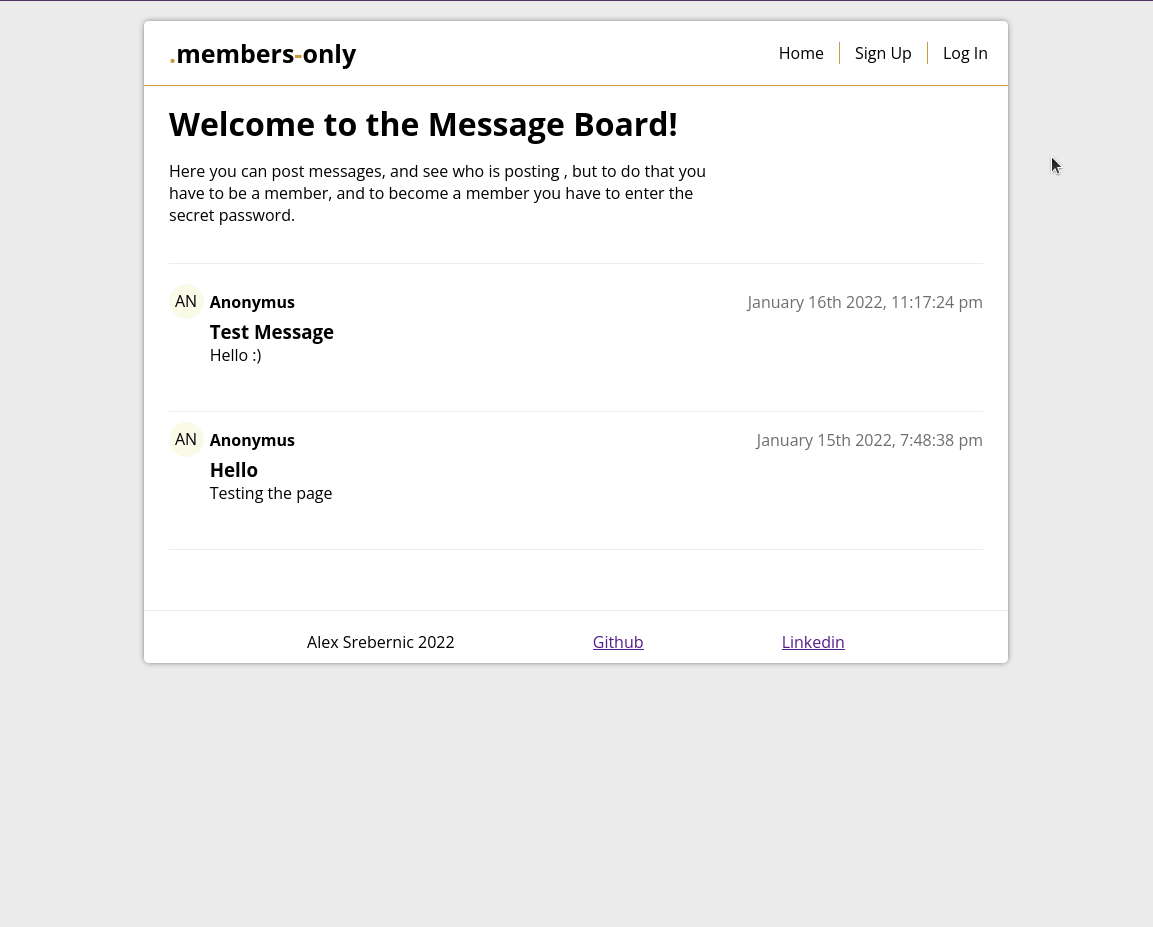 .members-only
Home
Sign Up
Log In
Welcome to the Message Board!
Here you can post messages, and see who is posting , but to do that you
have to be a member, and to become a member you have to enter the
secret password.
AN
Anonymus
January 16th 2022, 11:17:24 pm
Test Message
Hello :)
AN
Anonymus
January 15th 2022, 7:48:38 pm
Hello
Testing the page
Alex Srebernic 2022
Github
Linkedin